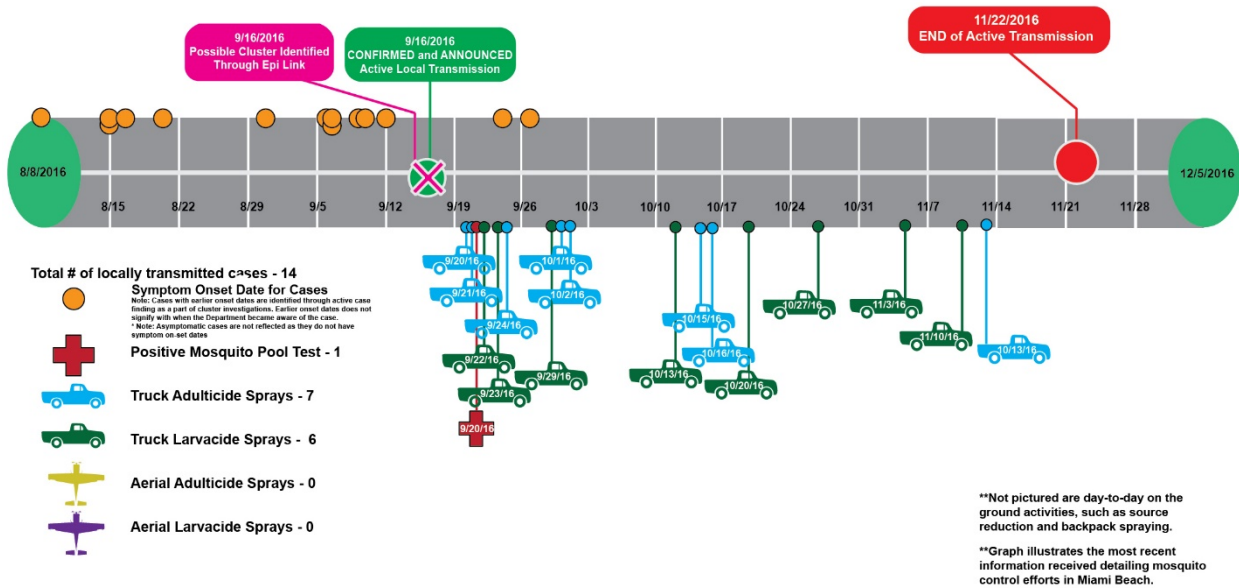 9/16/2016
Possible Cluster Identified
Through Epi Link
9/16/2016
CONFIRMED and ANNOUNCED
Active Local Transmission
11/22/2016
END of Active Transmission
8/8/2016
12/5/2016
8/15
8/22
8/29
9/5
9/12
9/19
9/26
10/3
10/10
10/17
10/24
10/31
11/7
11/14
11/21
11/28
9/20/16
9/21/16
9/24/16
9/22/16
9/23/16
9/20/16
10/1/16
10/2/16
9/29/16
10/15/16
10/16/16
10/13/16
10/20/16
10/27/16
11/3/16
11/10/16
10/13/16
Total # of locally transmitted cases - 14
Symptom Onset Date for Cases
Note: Cases with earlier onset dates are identified through active case
finding as a part of cluster investigations. Earlier onset dates does not
signify with when the Department became aware of the case.
* Note: Asymptomatic cases are not reflected as they do not have
symptom on-set dates
Positive Mosquito Pool Test - 1
Truck Adulticide Sprays - 7
Truck Larvacide Sprays - 6
Aerial Adulticide Sprays - 0
Aerial Larvacide Sprays - 0
**Not pictured are day-to-day on the
ground activities, such as source
reduction and backpack spraying.
**Graph illustrates the most recent
information received detailing mosquito
control efforts in Miami Beach.